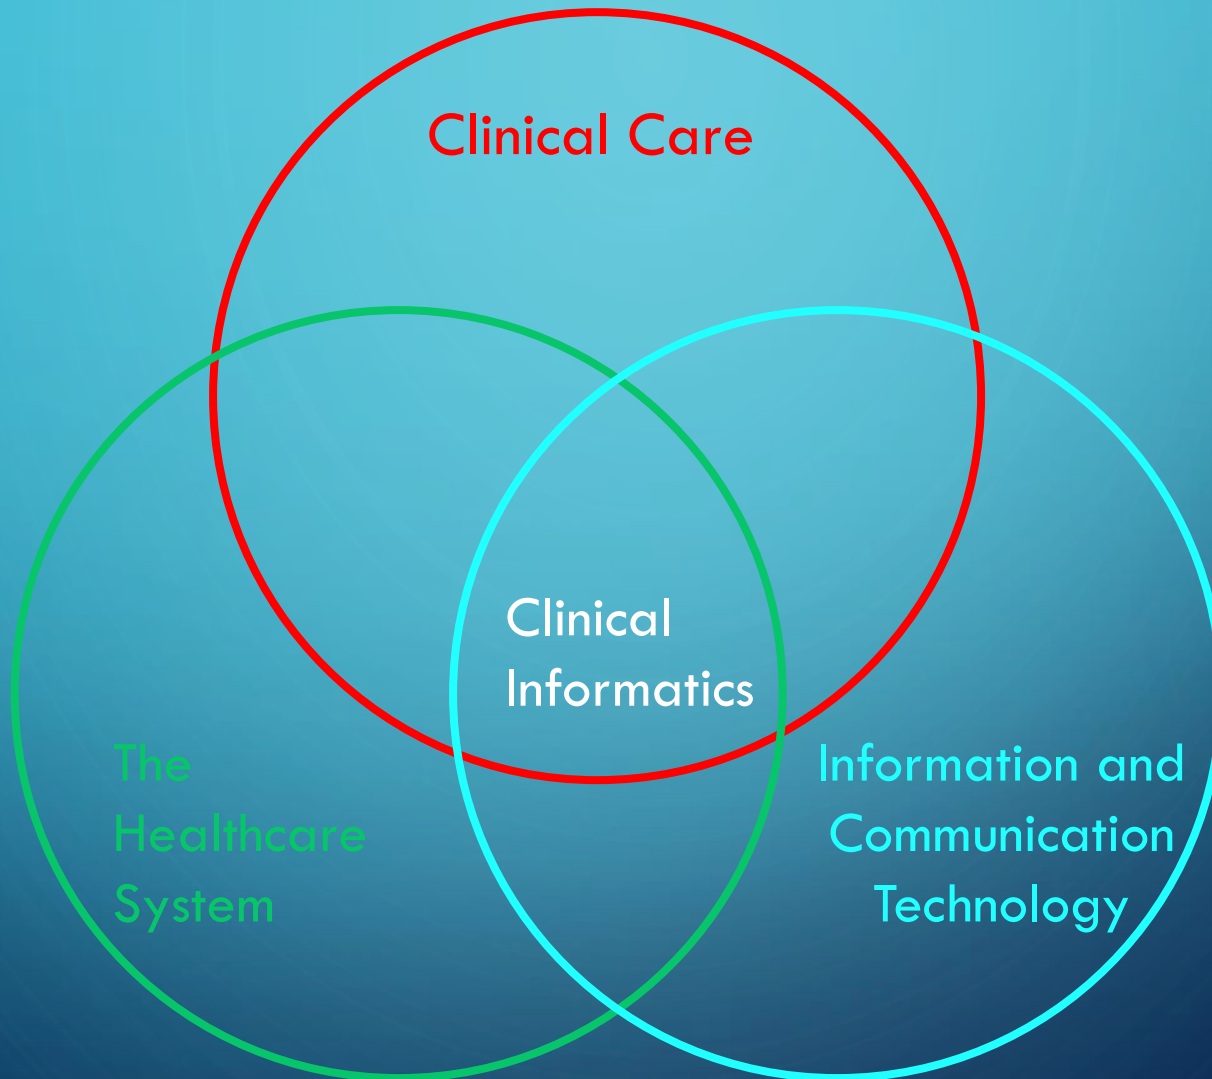 Clinical Care
Clinical
Informatics
The
Healthcare
System
Information and
Communication
Technology